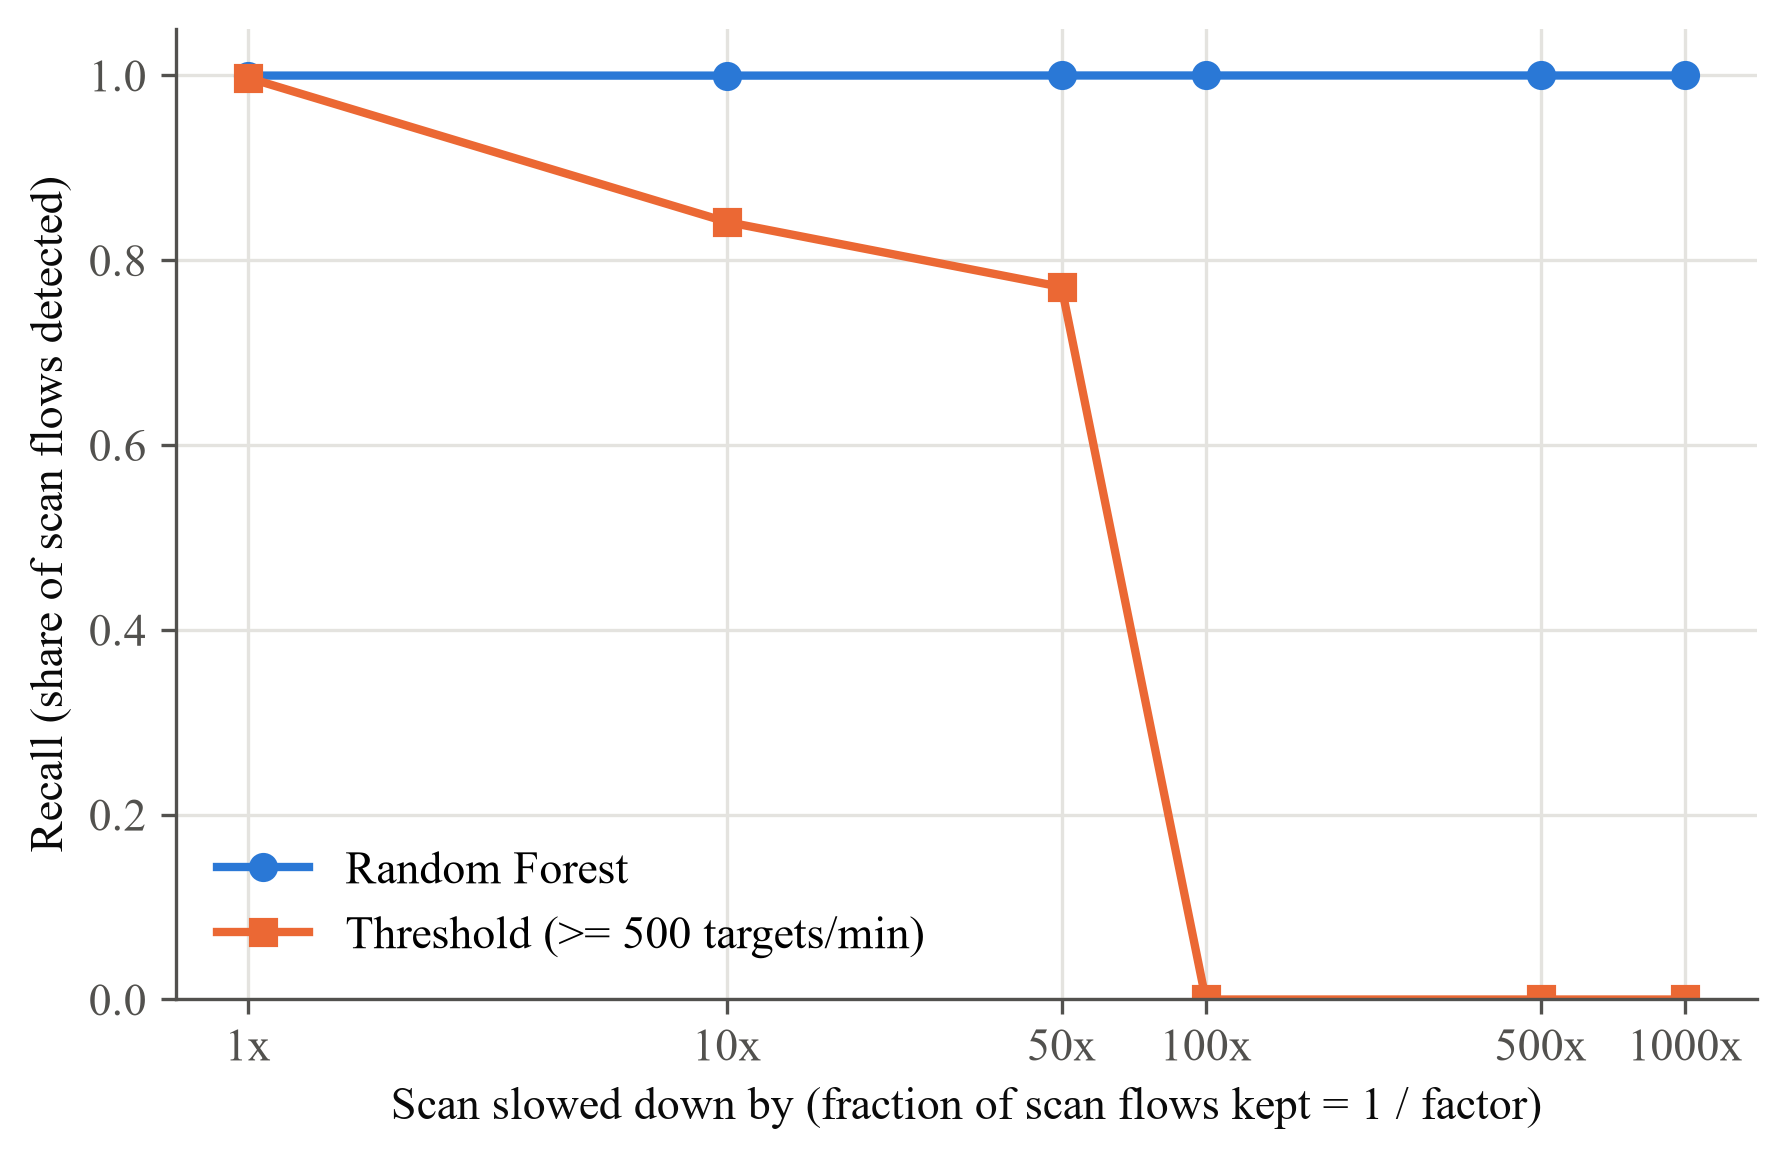 1.0
0.8
0.6
0.4
0.2
0.0
Recall (share of scan flows detected)
Random Forest
Threshold (>= 500 targets/min)
1x 10x 50x 100x 500x 1000x
Scan slowed down by (fraction of scan flows kept = 1 / factor)